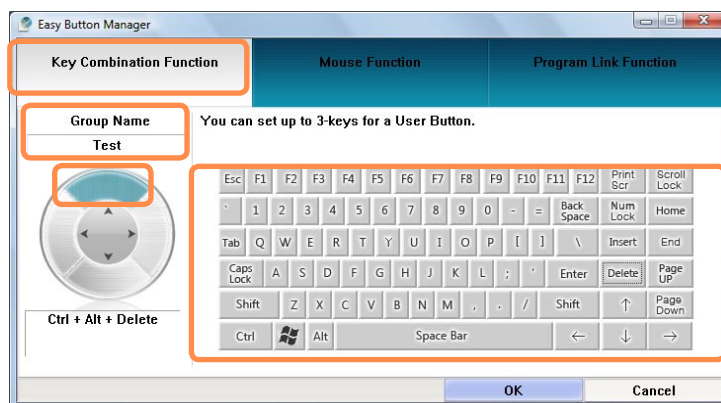 Easy Button Manager
Key Combination Function Mouse Function Program Link Function
Group Name
Test
You can set up to 3-keys for a User Button.
Esc F1 F2 F3 F4 F5 F6 F7 F8 F9 F10 F11 F12 Print Scr Scroll Lock
` 1 2 3 4 5 6 7 8 9 0 - = Back Space Num Lock Home
Tab Q W E R T Y U I O P [ ] \ Insert End
Caps Lock A S D F G H J K L ; ' Enter Delete Page UP
Shift Z X C V B N M , . / Shift ↑ Page Down
Ctrl Alt Space Bar ← ↓ →
Ctrl + Alt + Delete
OK Cancel